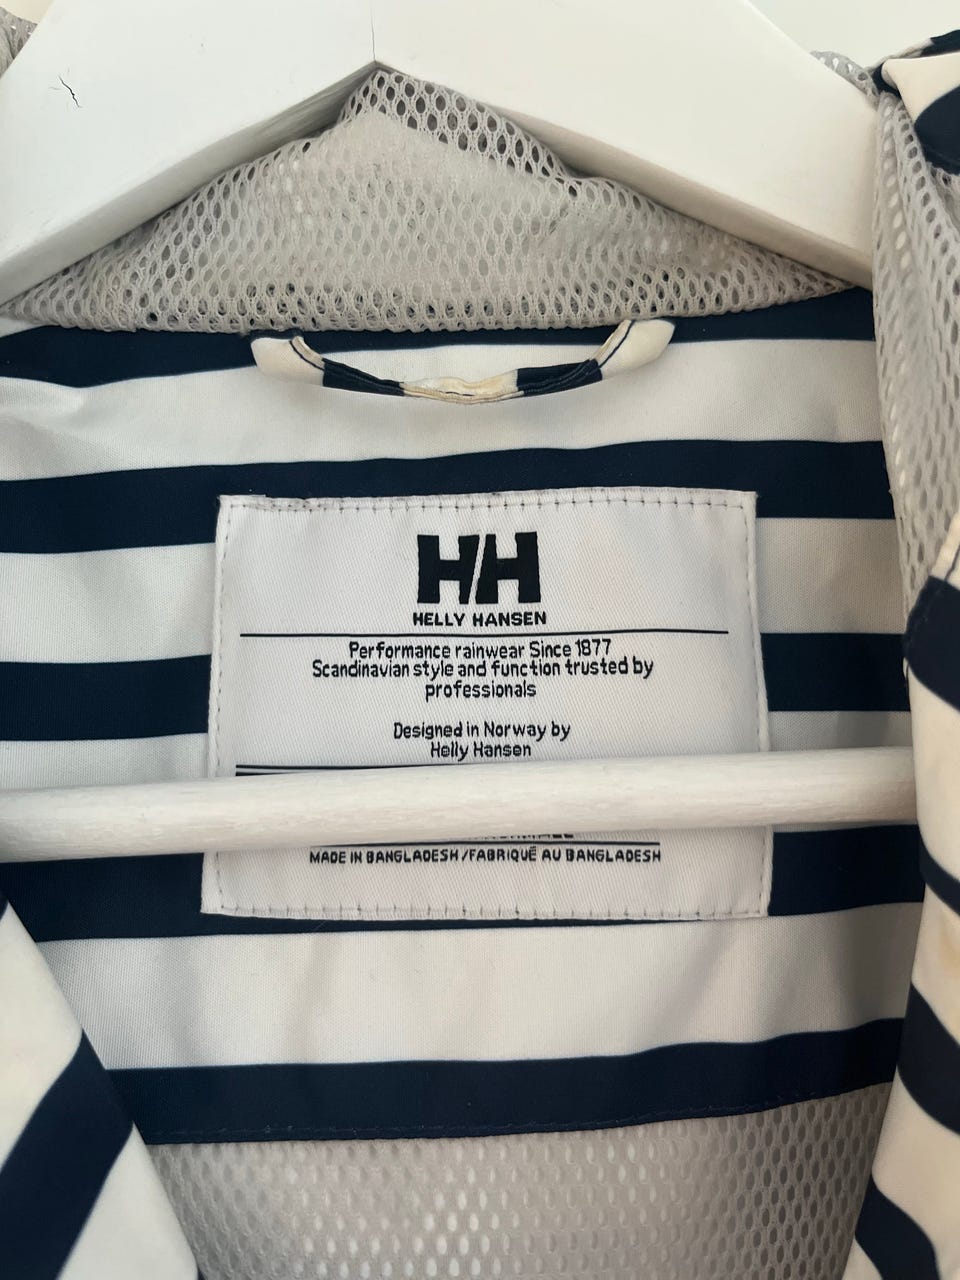 HH
HELLY HANSEN
Performance rainwear Since 1877
Scandinavian style and function trusted by
professionals
Designed in Norway by
Helly Hansen
MADE IN BANGLADESH/FABRIQUÉ AU BANGLADESH